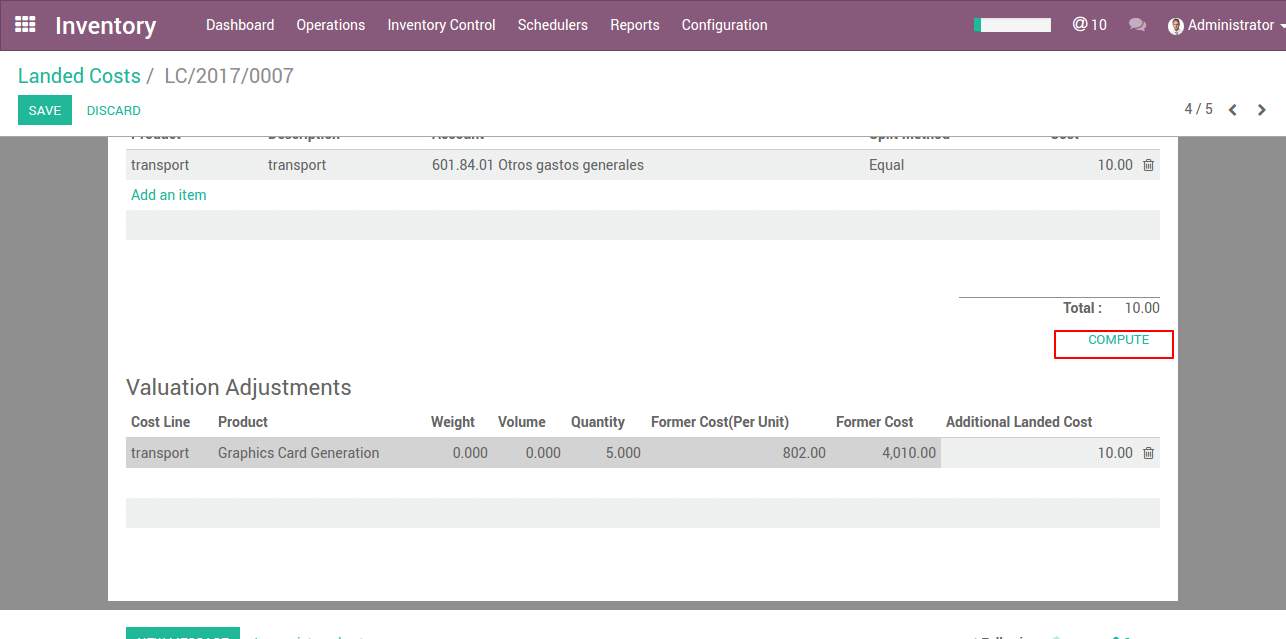 Inventory Dashboard Operations Inventory Control Schedulers Reports Configuration @ 10 Administrator
Landed Costs / LC/2017/0007
SAVE DISCARD 4 / 5
Product Description Account Split Method Cost
transport transport 601.84.01 Otros gastos generales Equal 10.00
Add an item
Total : 10.00
COMPUTE
Valuation Adjustments
Cost Line Product Weight Volume Quantity Former Cost(Per Unit) Former Cost Additional Landed Cost
transport Graphics Card Generation 0.000 0.000 5.000 802.00 4,010.00 10.00
NEW MESSAGE